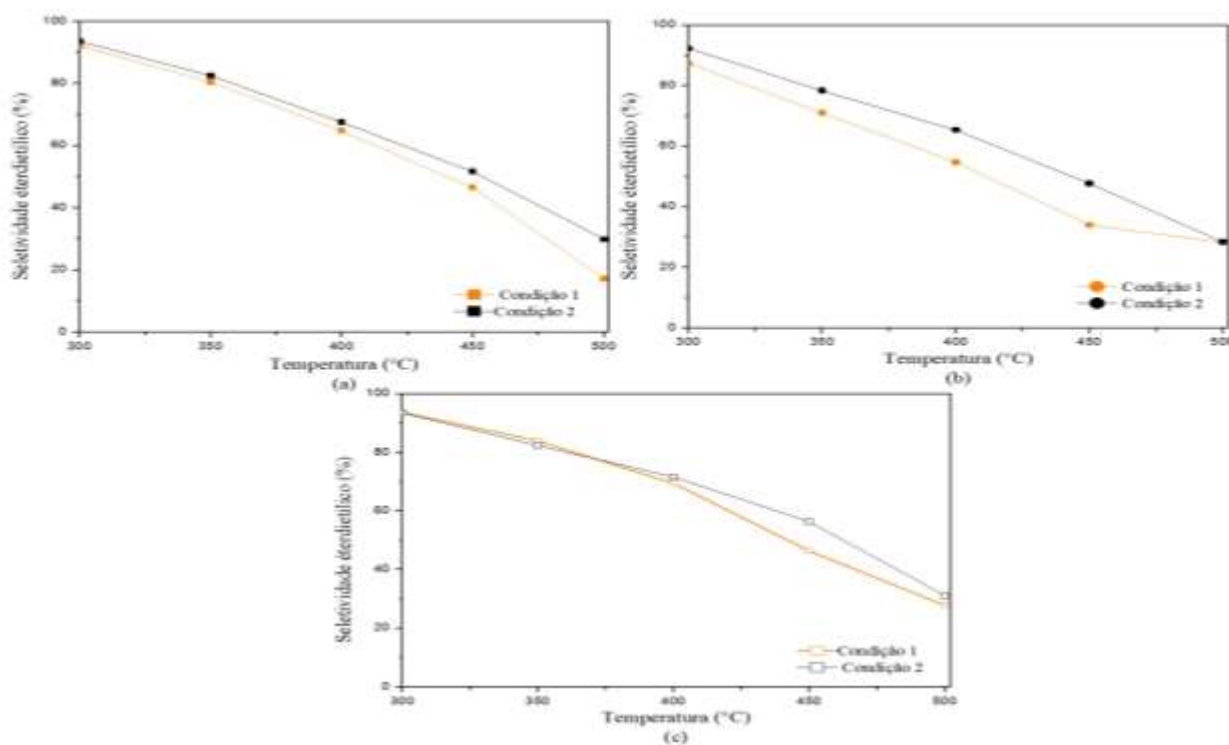 100
80
60
40
20
0
Seletividade eterdietílico (%)
Condição 1
Condição 2
300 350 400 450 500
Temperatura (°C)
(a)
100
80
60
40
20
0
Seletividade éterdietílico (%)
Condição 1
Condição 2
300 350 400 450 500
Temperatura (°C)
(b)
100
80
60
40
20
0
Seletividade éterdietílico (%)
Condição 1
Condição 2
300 350 400 450 500
Temperatura (°C)
(c)